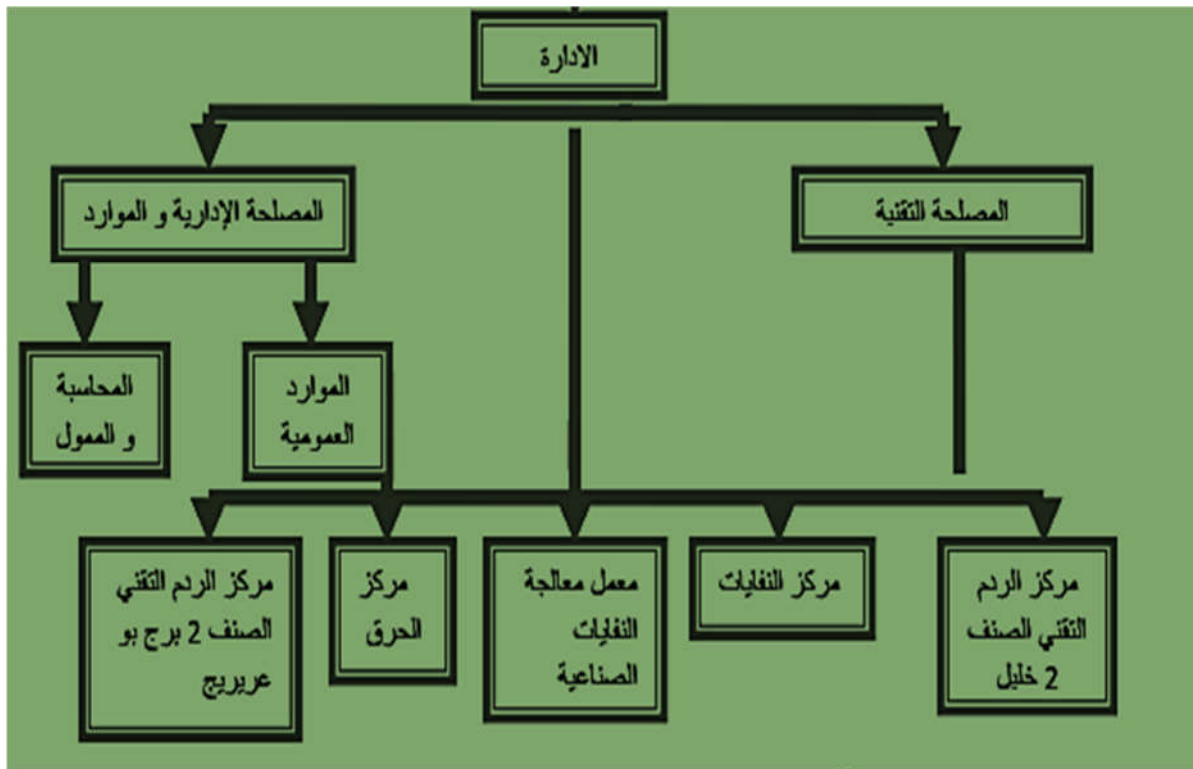 الادارة
المصلحة التقنية
المصلحة الإدارية و الموارد
الموارد
العمومية
المحاسبة
و الممول
مركز الردم
التقني الصنف
2 خليل
مركز النفايات
معمل معالجة
النفايات
الصناعية
مركز
الحرق
مركز الردم التقني
الصنف 2 برج بو
عريريج